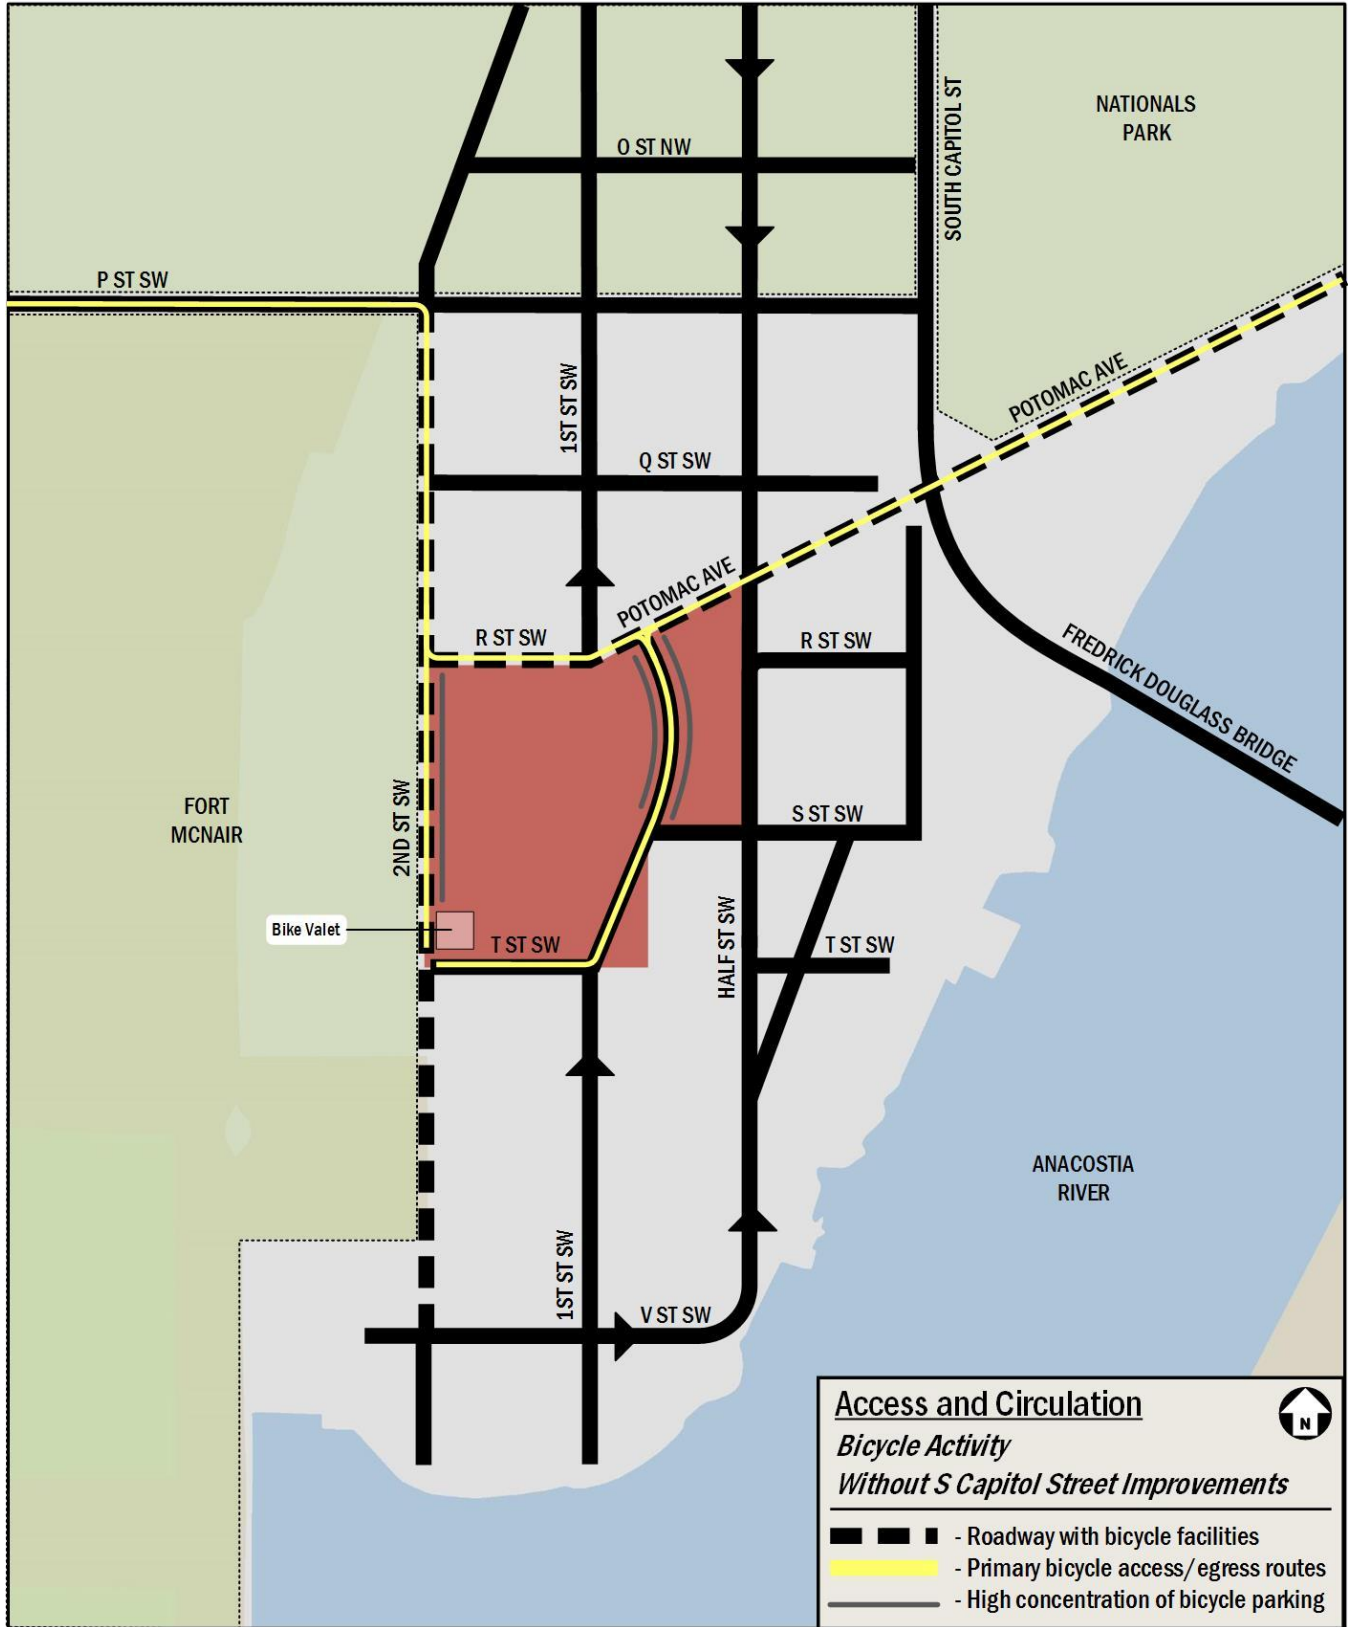 NATIONALS
PARK
SOUTH CAPITOL ST
O ST NW
P ST SW
1ST ST SW
POTOMAC AVE
Q ST SW
POTOMAC AVE
R ST SW
R ST SW
FREDRICK DOUGLASS BRIDGE
FORT
MCNAIR
2ND ST SW
S ST SW
Bike Valet
T ST SW
HALF ST SW
T ST SW
ANACOSTIA
RIVER
1ST ST SW
V ST SW
Access and Circulation
N
Bicycle Activity
Without S Capitol Street Improvements
- Roadway with bicycle facilities
- Primary bicycle access/egress routes
- High concentration of bicycle parking